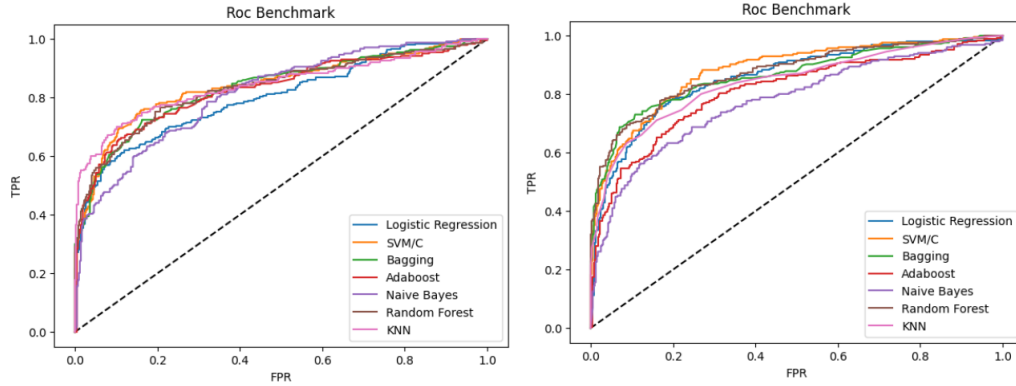 Roc Benchmark
1.0
0.8
0.6
0.4
0.2
0.0
TPR
Logistic Regression
SVM/C
Bagging
Adaboost
Naive Bayes
Random Forest
KNN
0.0 0.2 0.4 0.6 0.8 1.0
FPR
Roc Benchmark
1.0
0.8
0.6
0.4
0.2
0.0
TPR
Logistic Regression
SVM/C
Bagging
Adaboost
Naive Bayes
Random Forest
KNN
0.0 0.2 0.4 0.6 0.8 1.0
FPR